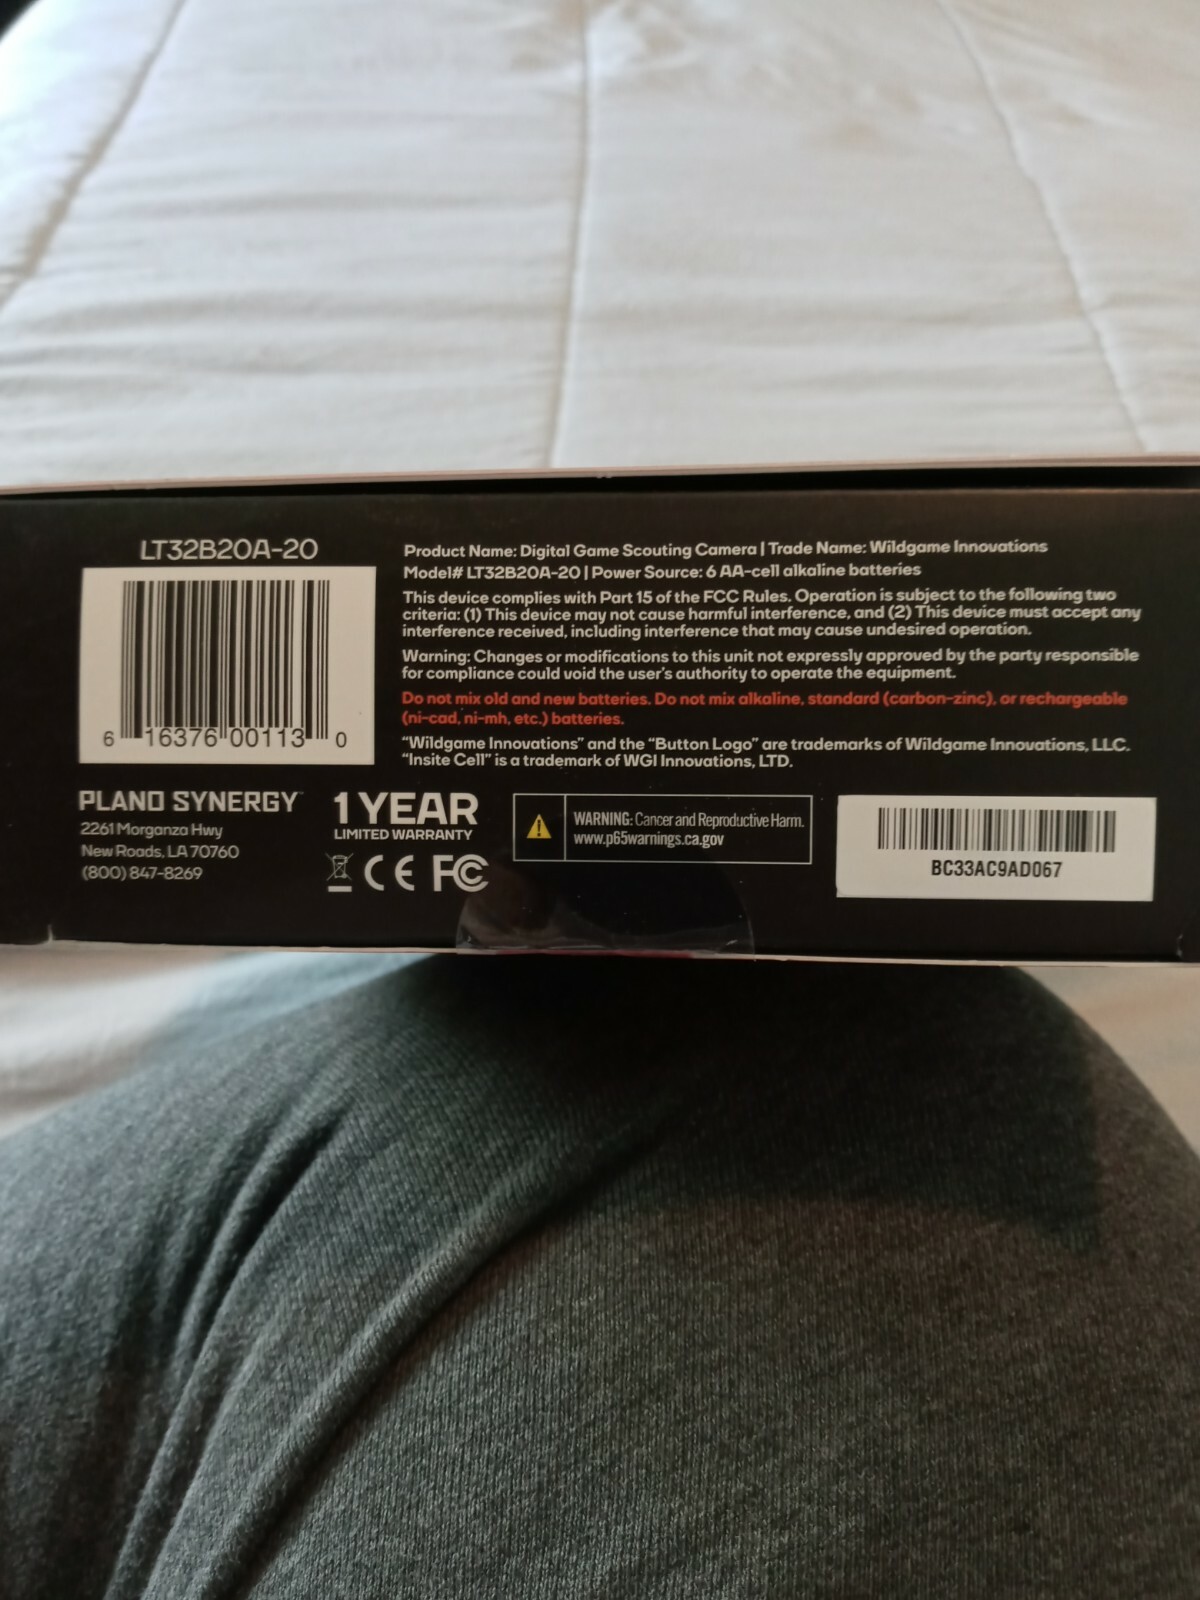 LT32B20A-20
6 16376 00113 0
Product Name: Digital Game Scouting Camera | Trade Name: Wildgame Innovations
Model# LT32B20A-20 | Power Source: 6 AA-cell alkaline batteries
This device complies with Part 15 of the FCC Rules. Operation is subject to the following two
criteria: (1) This device may not cause harmful interference, and (2) This device must accept any
interference received, including interference that may cause undesired operation.
Warning: Changes or modifications to this unit not expressly approved by the party responsible
for compliance could void the user's authority to operate the equipment.
Do not mix old and new batteries. Do not mix alkaline, standard (carbon-zinc), or rechargeable
(ni-cad, ni-mh, etc.) batteries.
"Wildgame Innovations" and the "Button Logo" are trademarks of Wildgame Innovations, LLC.
"Insite Cell" is a trademark of WGI Innovations, LTD.
PLANO SYNERGY™
2261 Morganza Hwy
New Roads, LA 70760
(800) 847-8269
1 YEAR
LIMITED WARRANTY
CE FC
WARNING: Cancer and Reproductive Harm.
www.p65warnings.ca.gov
BC33AC9AD067